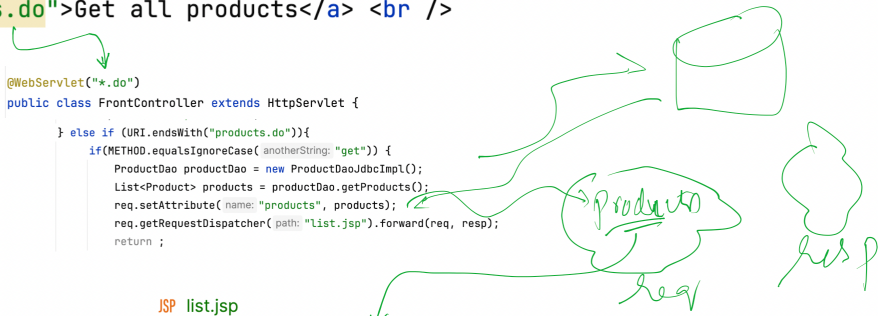 s.do">Get all products</a> <br />
@WebServlet("*.do")
public class FrontController extends HttpServlet {
} else if (URI.endsWith("products.do")){
if(METHOD.equalsIgnoreCase( anotherString: "get")) {
ProductDao productDao = new ProductDaoJdbcImpl();
List<Product> products = productDao.getProducts();
req.setAttribute( name: "products", products);
req.getRequestDispatcher( path: "list.jsp").forward(req, resp);
return ;
products
req
resp
JSP list.jsp